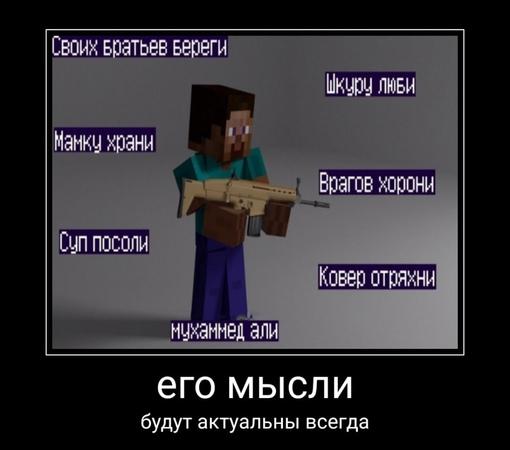 Своих братьев береги
Шкуру люби
Мамку храни
Врагов хорони
Суп посоли
Ковер отряхни
мухаммед али
его мысли
будут актуальны всегда